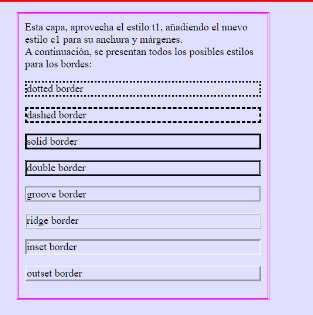 Esta capa, aprovecha el estilo t1, añadiendo el nuevo
estilo c1 para su anchura y márgenes.
A continuación, se presentan todos los posibles estilos
para los bordes:
dotted border
dashed border
solid border
double border
groove border
ridge border
inset border
outset border